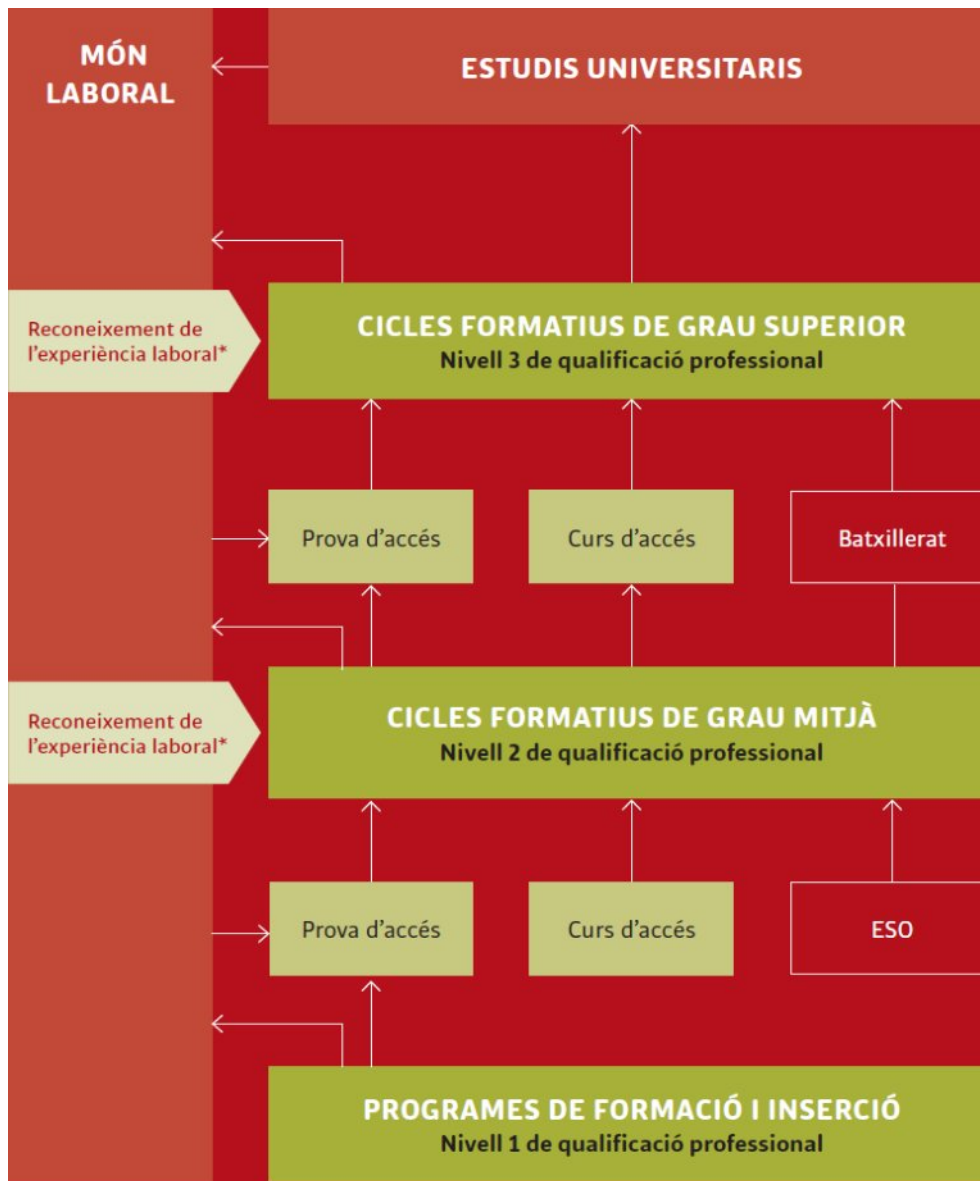 MÓN
LABORAL
ESTUDIS UNIVERSITARIS
Reconeixement de
l’experiència laboral*
CICLES FORMATIUS DE GRAU SUPERIOR
Nivell 3 de qualificació professional
Prova d’accés
Curs d’accés
Batxillerat
Reconeixement de
l’experiència laboral*
CICLES FORMATIUS DE GRAU MITJÀ
Nivell 2 de qualificació professional
Prova d’accés
Curs d’accés
ESO
PROGRAMES DE FORMACIÓ I INSERCIÓ
Nivell 1 de qualificació professional